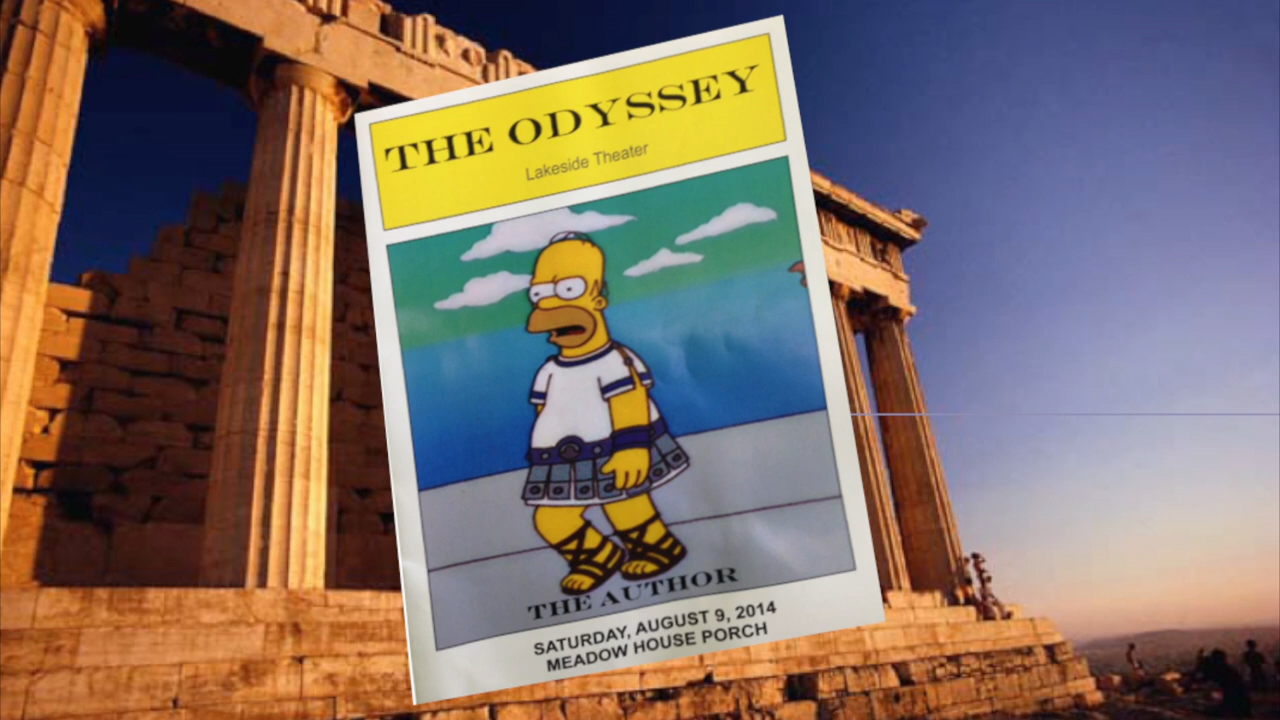 THE ODYSSEY
Lakeside Theater
THE AUTHOR
SATURDAY, AUGUST 9, 2014
MEADOW HOUSE PORCH